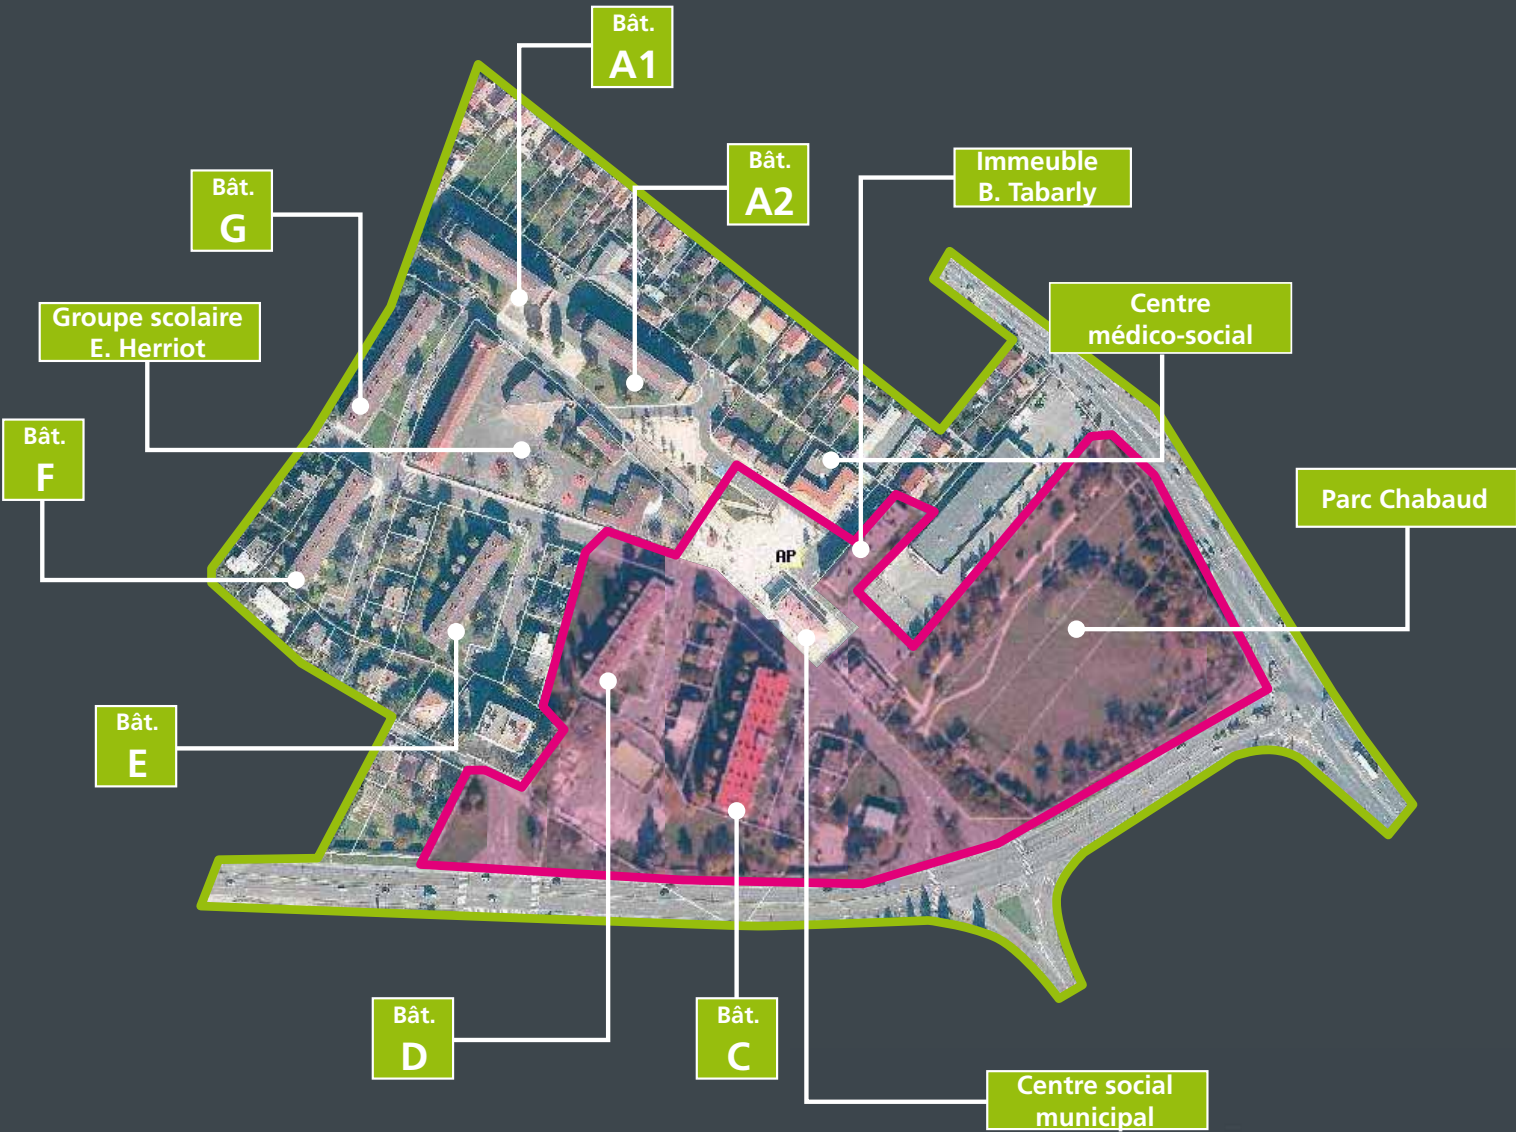 Bât.
A1
Bât.
A2
Immeuble
B. Tabarly
Bât.
G
Centre
médico-social
Groupe scolaire
E. Herriot
Bât.
F
Parc Chabaud
AP
Bât.
E
Bât.
D
Bât.
C
Centre social
municipal